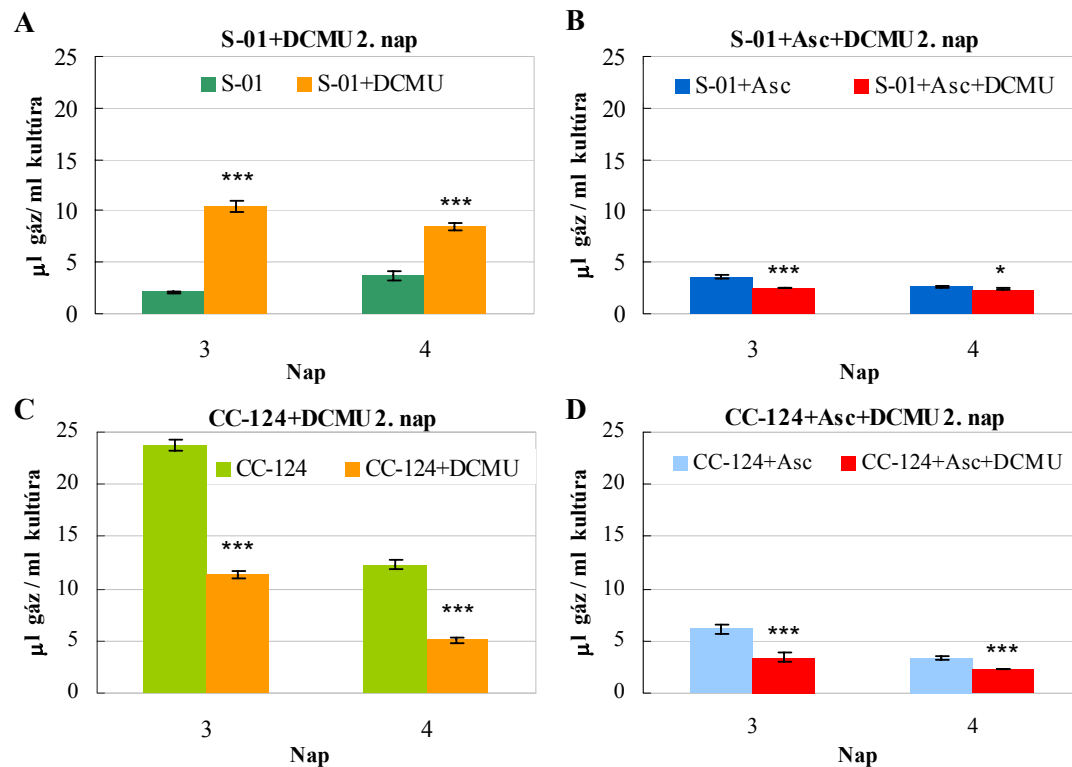 A
S-01+DCMU 2. nap
25
20
15
10
5
0
µl gáz / ml kultúra
S-01
S-01+DCMU
***
***
3
4
Nap
B
S-01+Asc+DCMU 2. nap
25
20
15
10
5
0
µl gáz / ml kultúra
S-01+Asc
S-01+Asc+DCMU
***
*
3
4
Nap
C
CC-124+DCMU 2. nap
25
20
15
10
5
0
µl gáz / ml kultúra
CC-124
CC-124+DCMU
***
***
3
4
Nap
D
CC-124+Asc+DCMU 2. nap
25
20
15
10
5
0
µl gáz / ml kultúra
CC-124+Asc
CC-124+Asc+DCMU
***
***
3
4
Nap